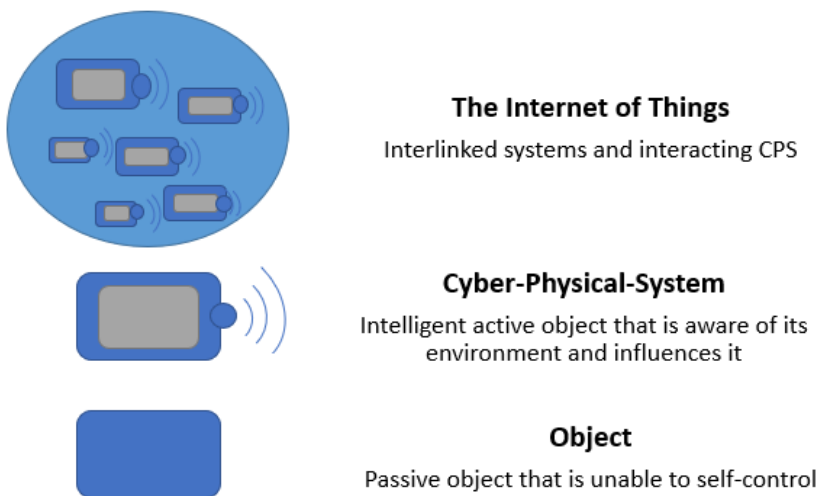 The Internet of Things
Interlinked systems and interacting CPS
Cyber-Physical-System
Intelligent active object that is aware of its
environment and influences it
Object
Passive object that is unable to self-control